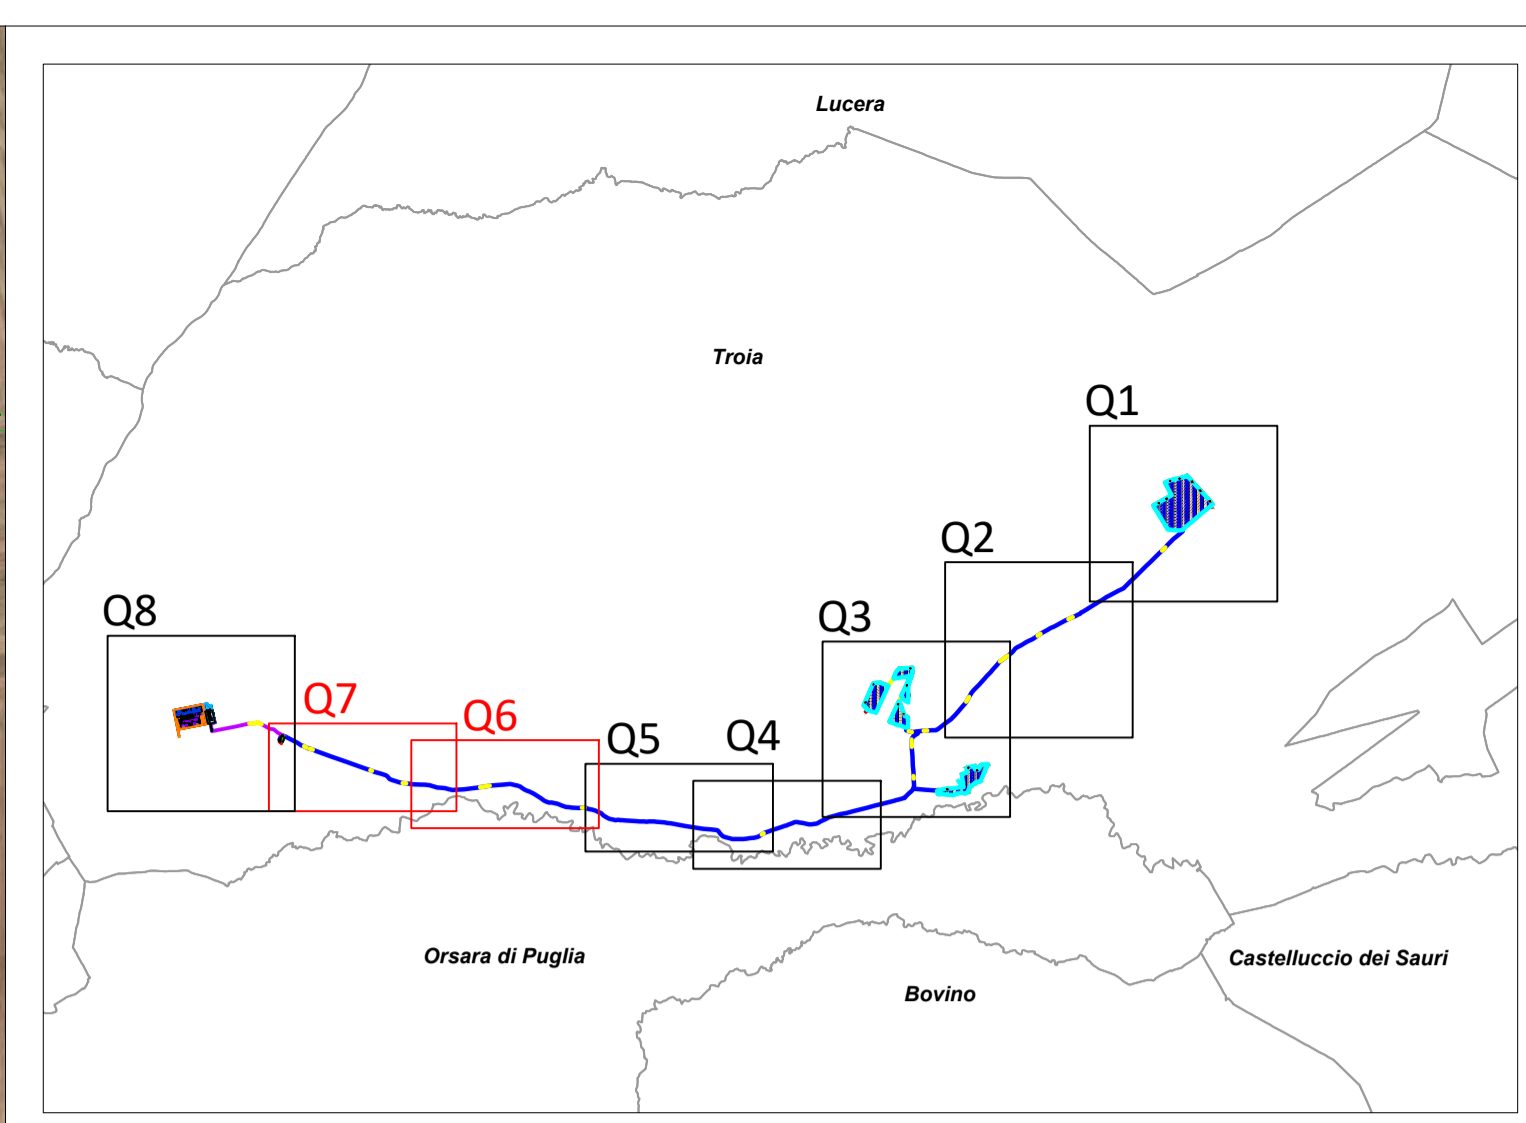 Lucera
Troia
Q1
Q2
Q3
Q8
Q7
Q6
Q5
Q4
Orsara di Puglia
Castelluccio dei Sauri
Bovino